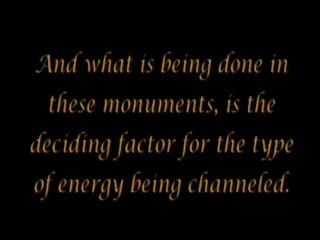 And what is being done in
these monuments, is the
deciding factor for the type
of energy being channeled.